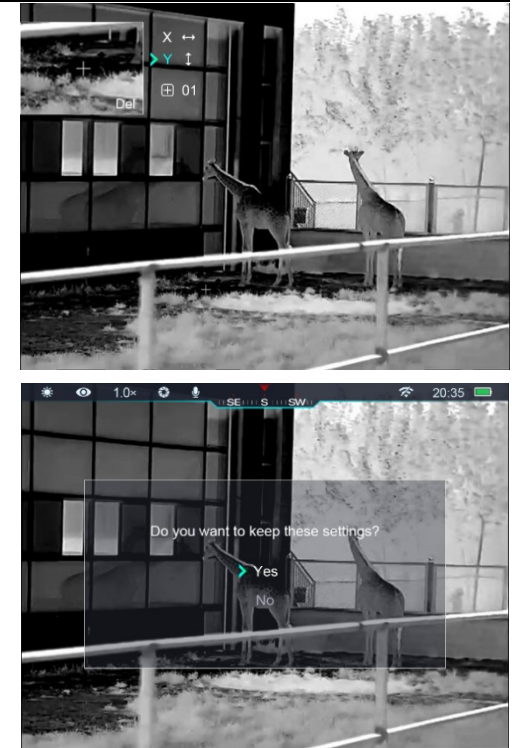 X ↔
Y ↕
01
Del
1.0×
20:35
SE S SW
Do you want to keep these settings?
Yes
No